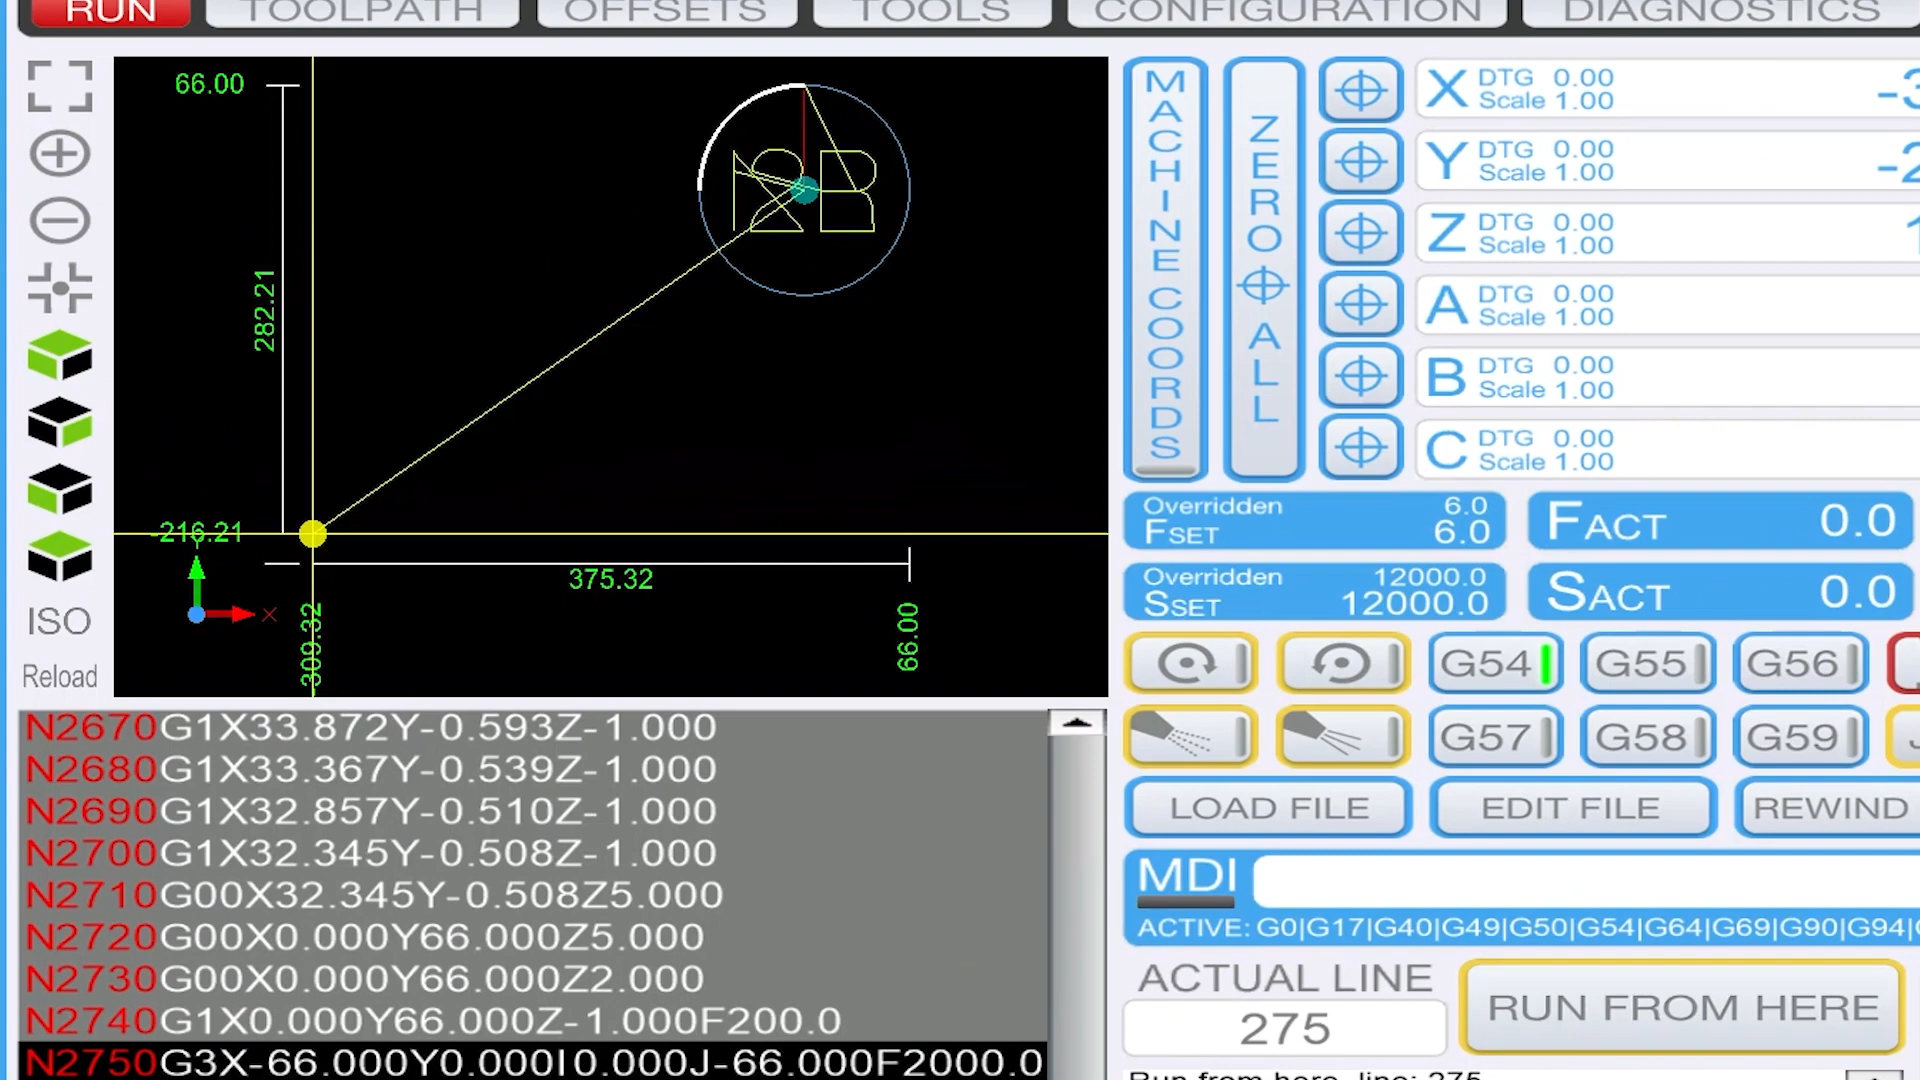 RUN TOOLPATH OFFSETS TOOLS CONFIGURATION DIAGNOSTICS
66.00
282.21
-216.21
375.32
309.32
66.00
X
ISO
Reload
N2670G1X33.872Y-0.593Z-1.000
N2680G1X33.367Y-0.539Z-1.000
N2690G1X32.857Y-0.510Z-1.000
N2700G1X32.345Y-0.508Z-1.000
N2710G00X32.345Y-0.508Z5.000
N2720G00X0.000Y66.000Z5.000
N2730G00X0.000Y66.000Z2.000
N2740G1X0.000Y66.000Z-1.000F200.0
N2750G3X-66.000Y0.000I0.000J-66.000F2000.0
MACHINE COORDS
ZERO ALL
X DTG 0.00
Scale 1.00
Y DTG 0.00
Scale 1.00
Z DTG 0.00
Scale 1.00
A DTG 0.00
Scale 1.00
B DTG 0.00
Scale 1.00
C DTG 0.00
Scale 1.00
Overridden 6.0
FSET 6.0
FACT 0.0
Overridden 12000.0
SSET 12000.0
SACT 0.0
G54 G55 G56
G57 G58 G59
LOAD FILE EDIT FILE REWIND
MDI
ACTIVE: G0|G17|G40|G49|G50|G54|G64|G69|G90|G94|
ACTUAL LINE
275
RUN FROM HERE
Run from here, line: 275